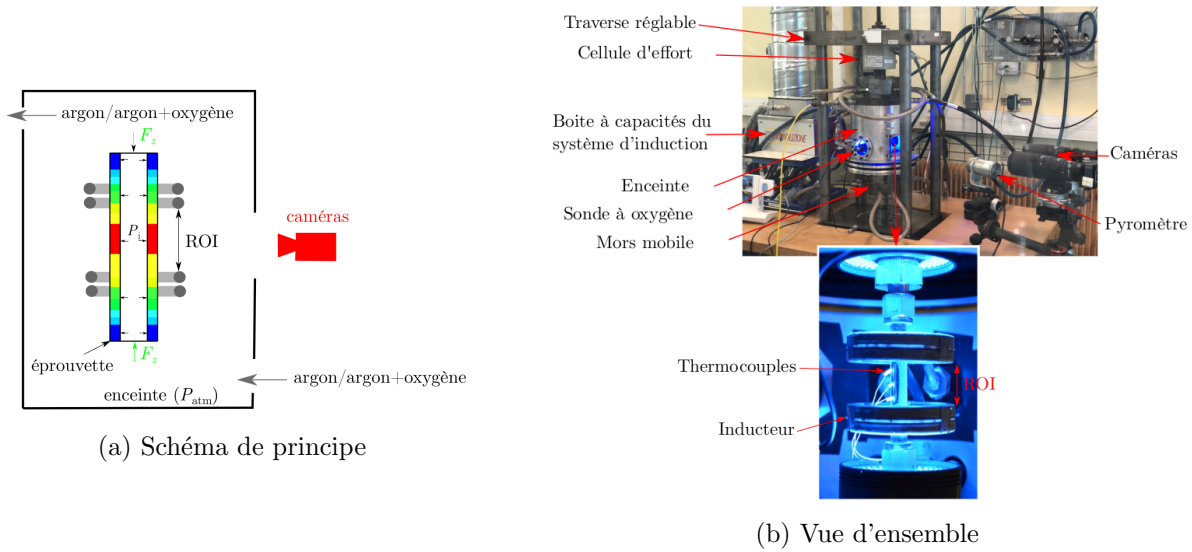 argon/argon+oxygène
F_z
caméras
P_i
ROI
F_z
éprouvette
argon/argon+oxygène
enceinte (P_atm)
(a) Schéma de principe
Traverse réglable
Cellule d'effort
Boite à capacités du
système d'induction
Enceinte
Sonde à oxygène
Mors mobile
Caméras
Pyromètre
Thermocouples
ROI
Inducteur
(b) Vue d'ensemble